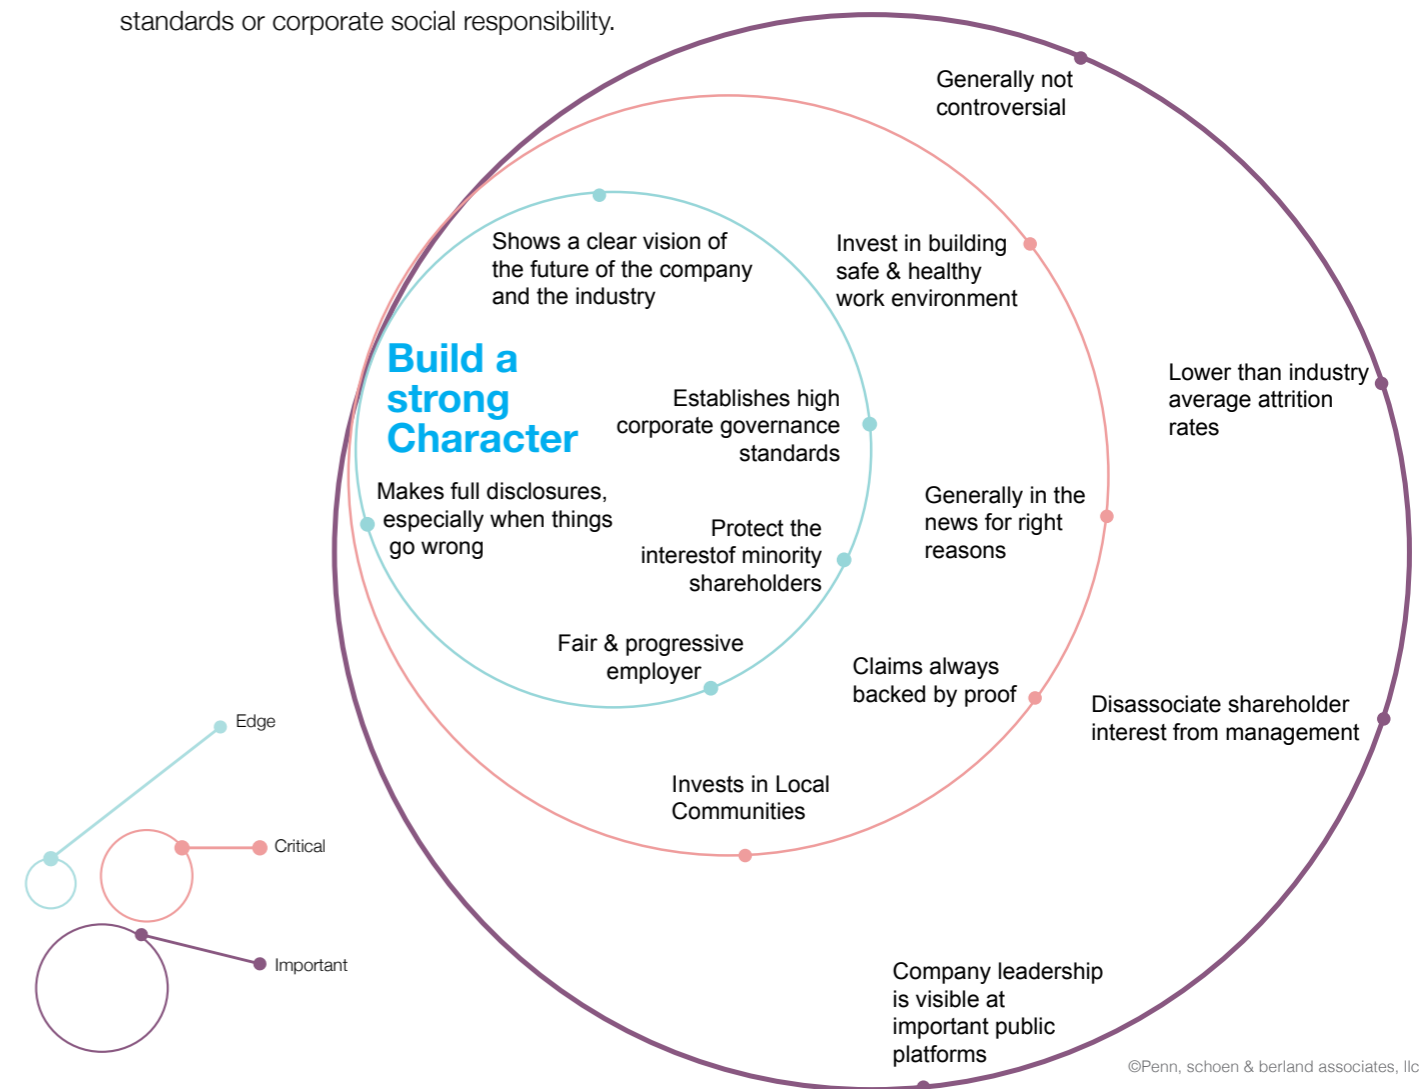 standards or corporate social responsibility.
Generally not
controversial
Shows a clear vision of
the future of the company
and the industry
Invest in building
safe & healthy
work environment
Build a
strong
Character
Lower than industry
average attrition
rates
Establishes high
corporate governance
standards
Makes full disclosures,
especially when things
go wrong
Generally in the
news for right
reasons
Protect the
interestof minority
shareholders
Fair & progressive
employer
Claims always
backed by proof
Disassociate shareholder
interest from management
Edge
Invests in Local
Communities
Critical
Important
Company leadership
is visible at
important public
platforms
©Penn, schoen & berland associates, llc